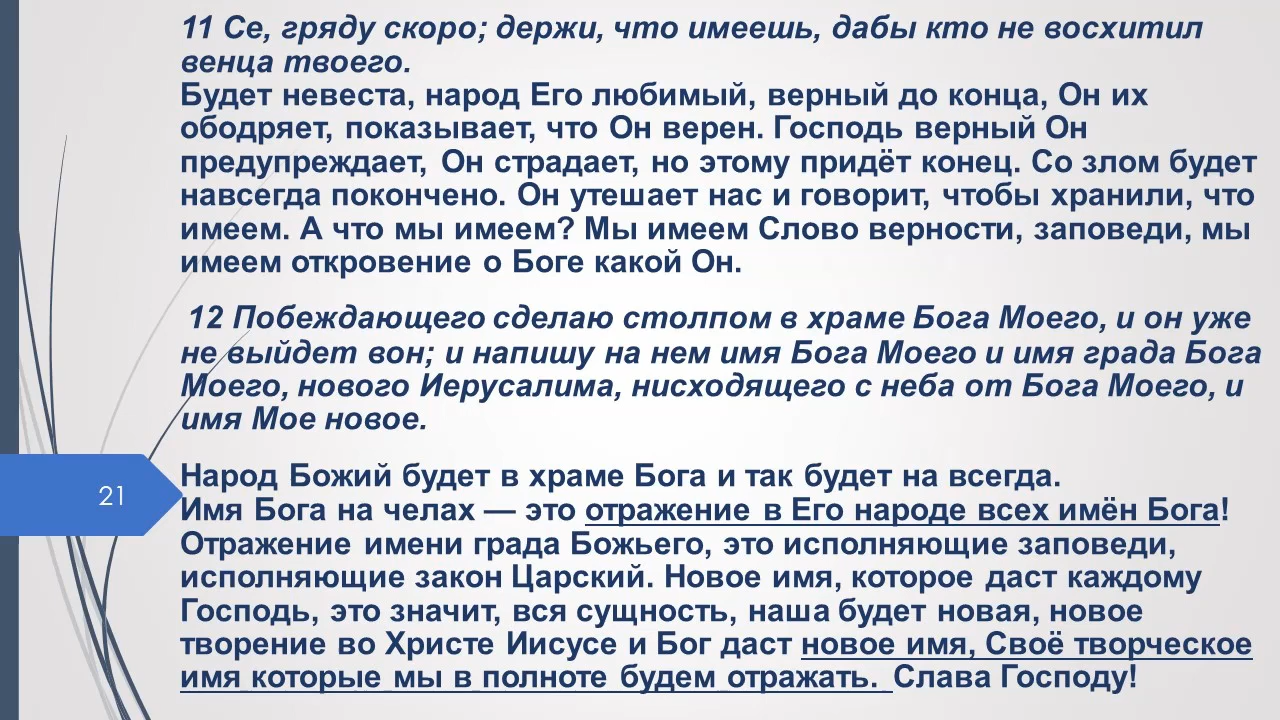 11 Се, гряду скоро; держи, что имеешь, дабы кто не восхитил
венца твоего.
Будет невеста, народ Его любимый, верный до конца, Он их
ободряет, показывает, что Он верен. Господь верный Он
предупреждает, Он страдает, но этому придёт конец. Со злом будет
навсегда покончено. Он утешает нас и говорит, чтобы хранили, что
имеем. А что мы имеем? Мы имеем Слово верности, заповеди, мы
имеем откровение о Боге какой Он.
12 Побеждающего сделаю столпом в храме Бога Моего, и он уже
не выйдет вон; и напишу на нем имя Бога Моего и имя града Бога
Моего, нового Иерусалима, нисходящего с неба от Бога Моего, и
имя Мое новое.
Народ Божий будет в храме Бога и так будет на всегда.
21
Имя Бога на челах — это отражение в Его народе всех имён Бога!
Отражение имени града Божьего, это исполняющие заповеди,
исполняющие закон Царский. Новое имя, которое даст каждому
Господь, это значит, вся сущность, наша будет новая, новое
творение во Христе Иисусе и Бог даст новое имя, Своё творческое
имя которые мы в полноте будем отражать. Слава Господу!